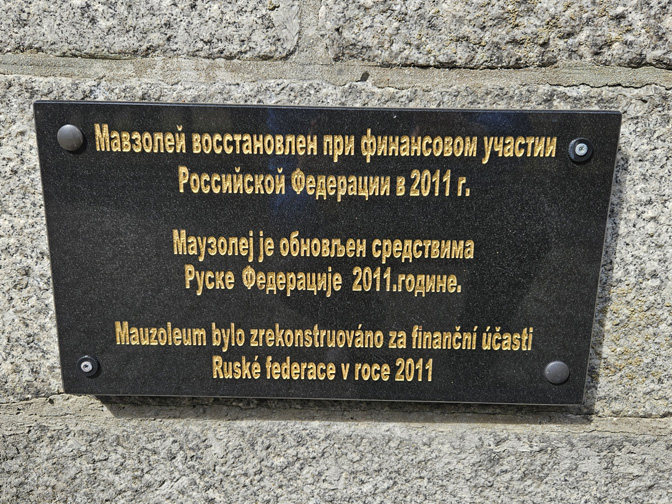 Мавзолей восстановлен при финансовом участии
Российской Федерации в 2011 г.
Маузолеј је обновљен средствима
Руске Федерације 2011.године.
Mauzoleum bylo zrekonstruováno za finanční účasti
Ruské federace v roce 2011